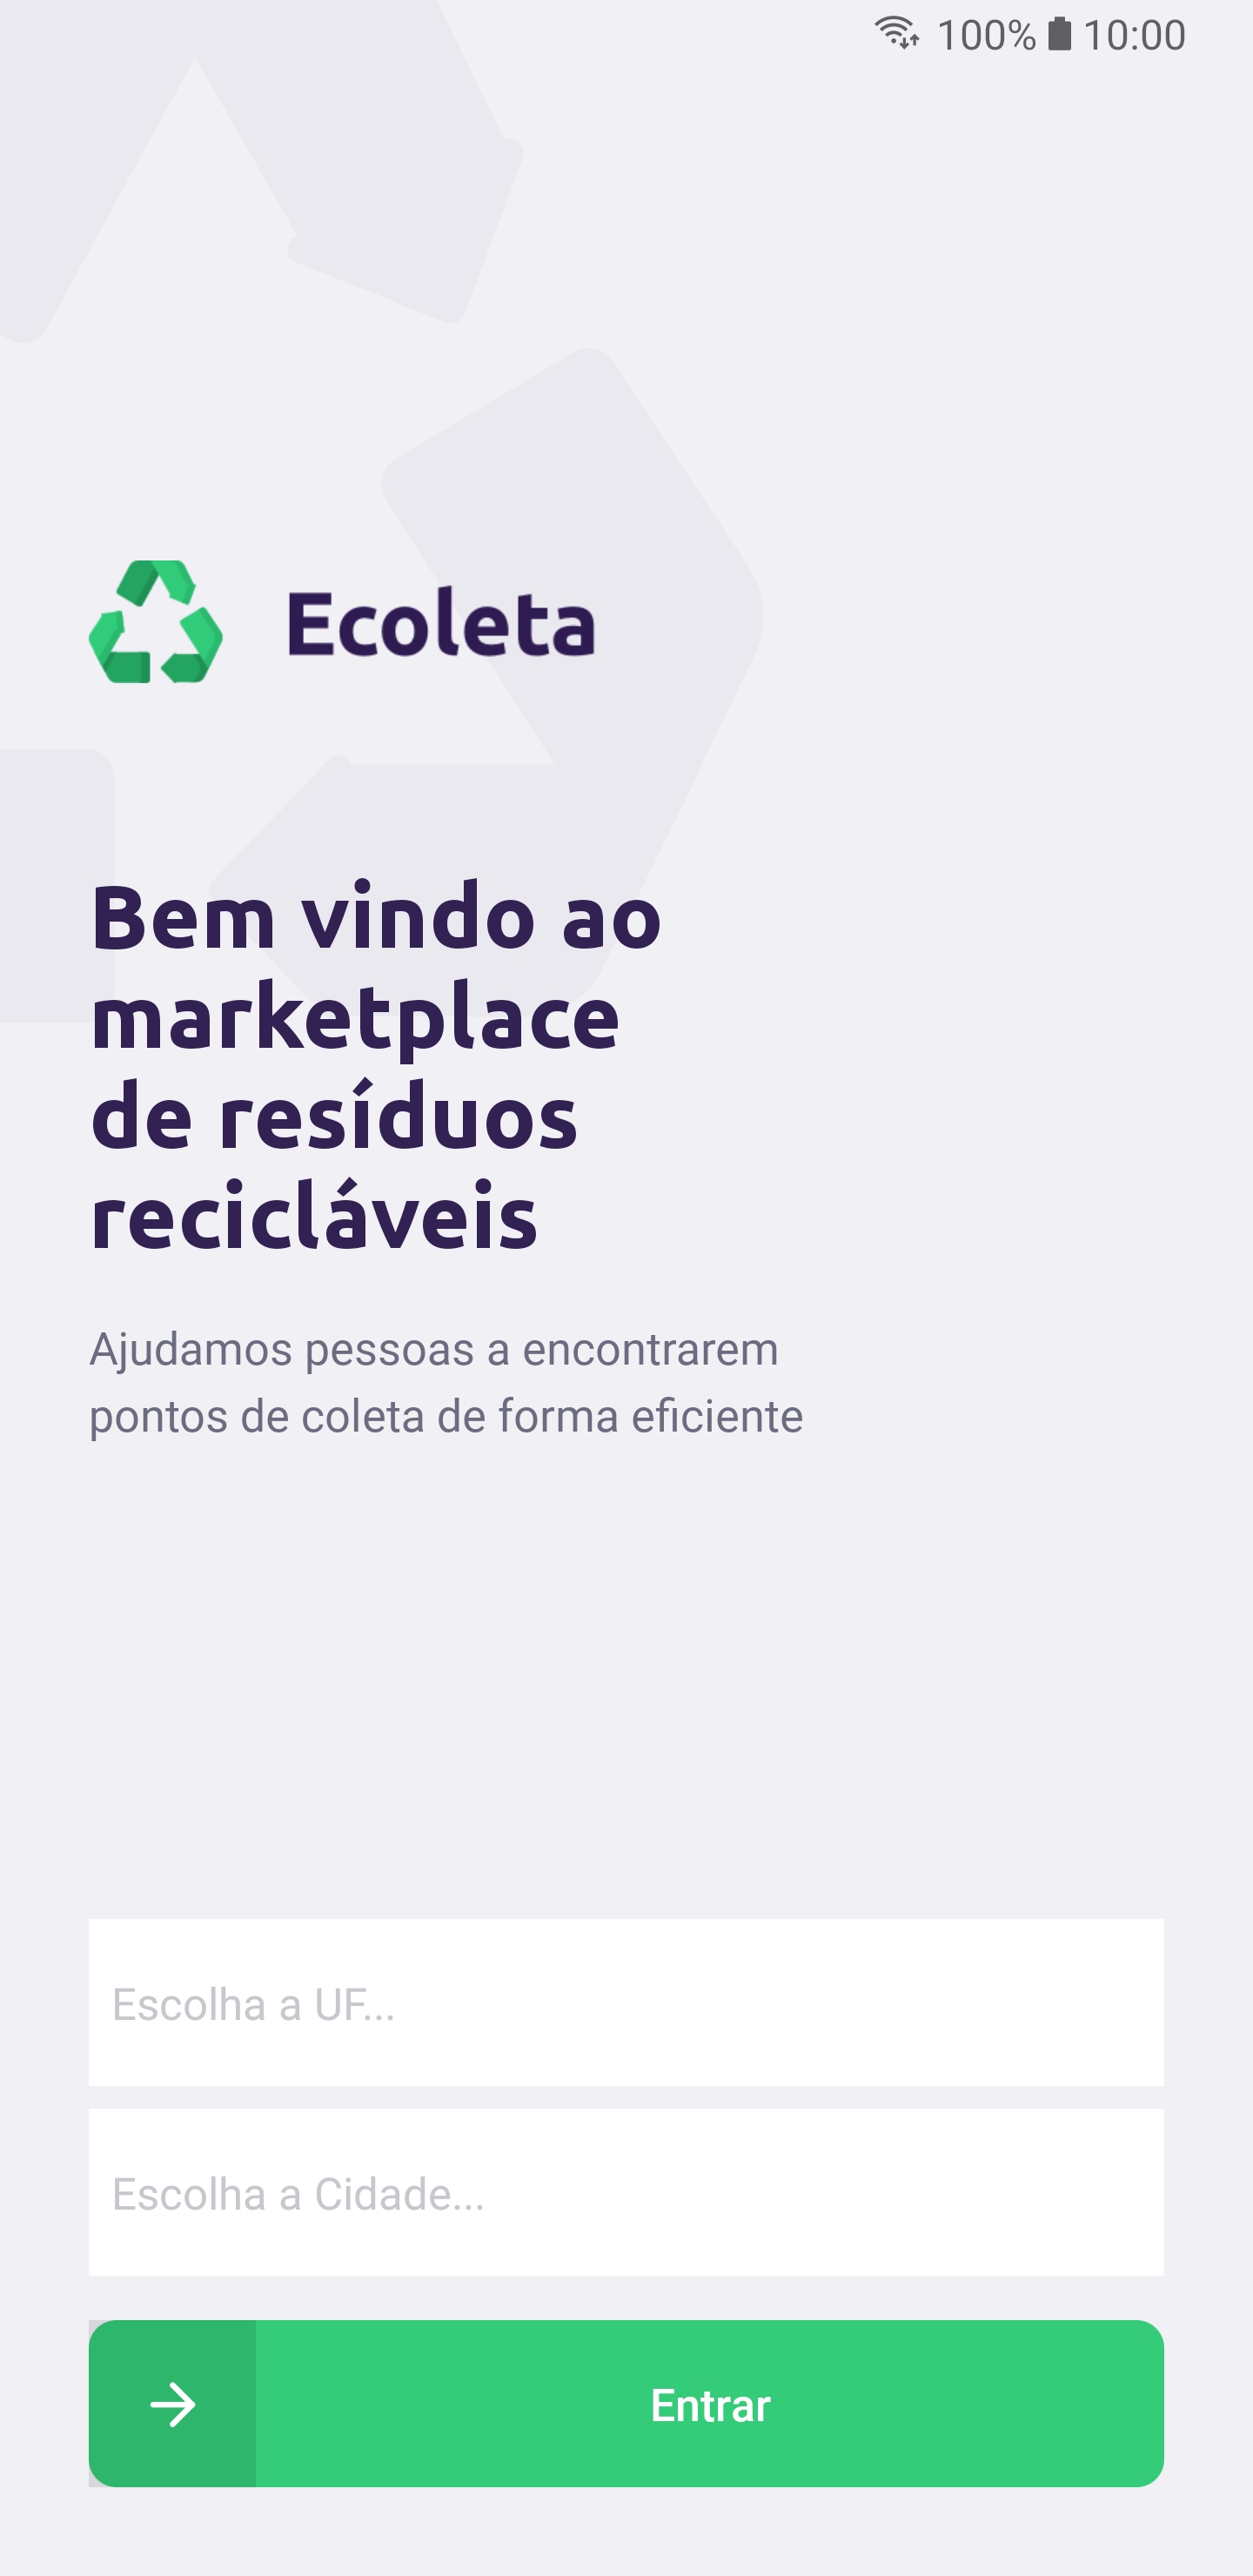 100% 10:00
Ecoleta
Bem vindo ao
marketplace
de resíduos
recicláveis
Ajudamos pessoas a encontrarem
pontos de coleta de forma eficiente
Escolha a UF...
Escolha a Cidade...
Entrar